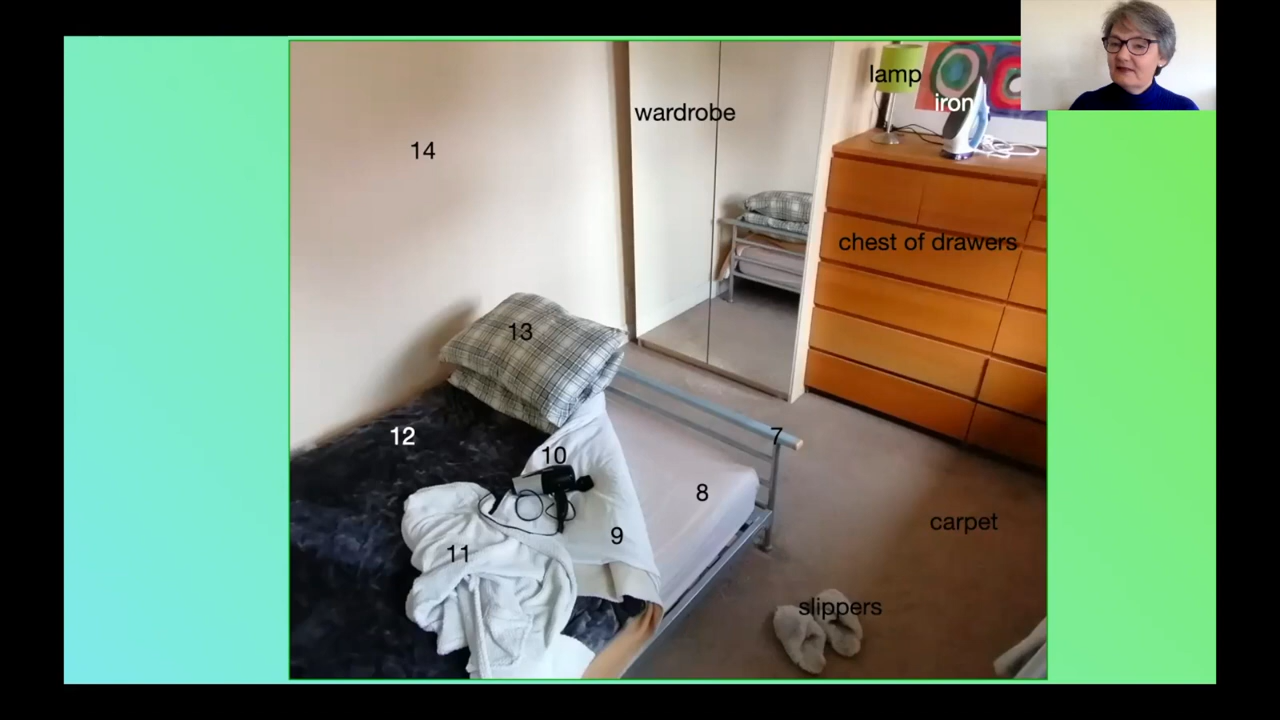 lamp
iron
wardrobe
14
chest of drawers
13
12
7
10
8
carpet
9
11
slippers